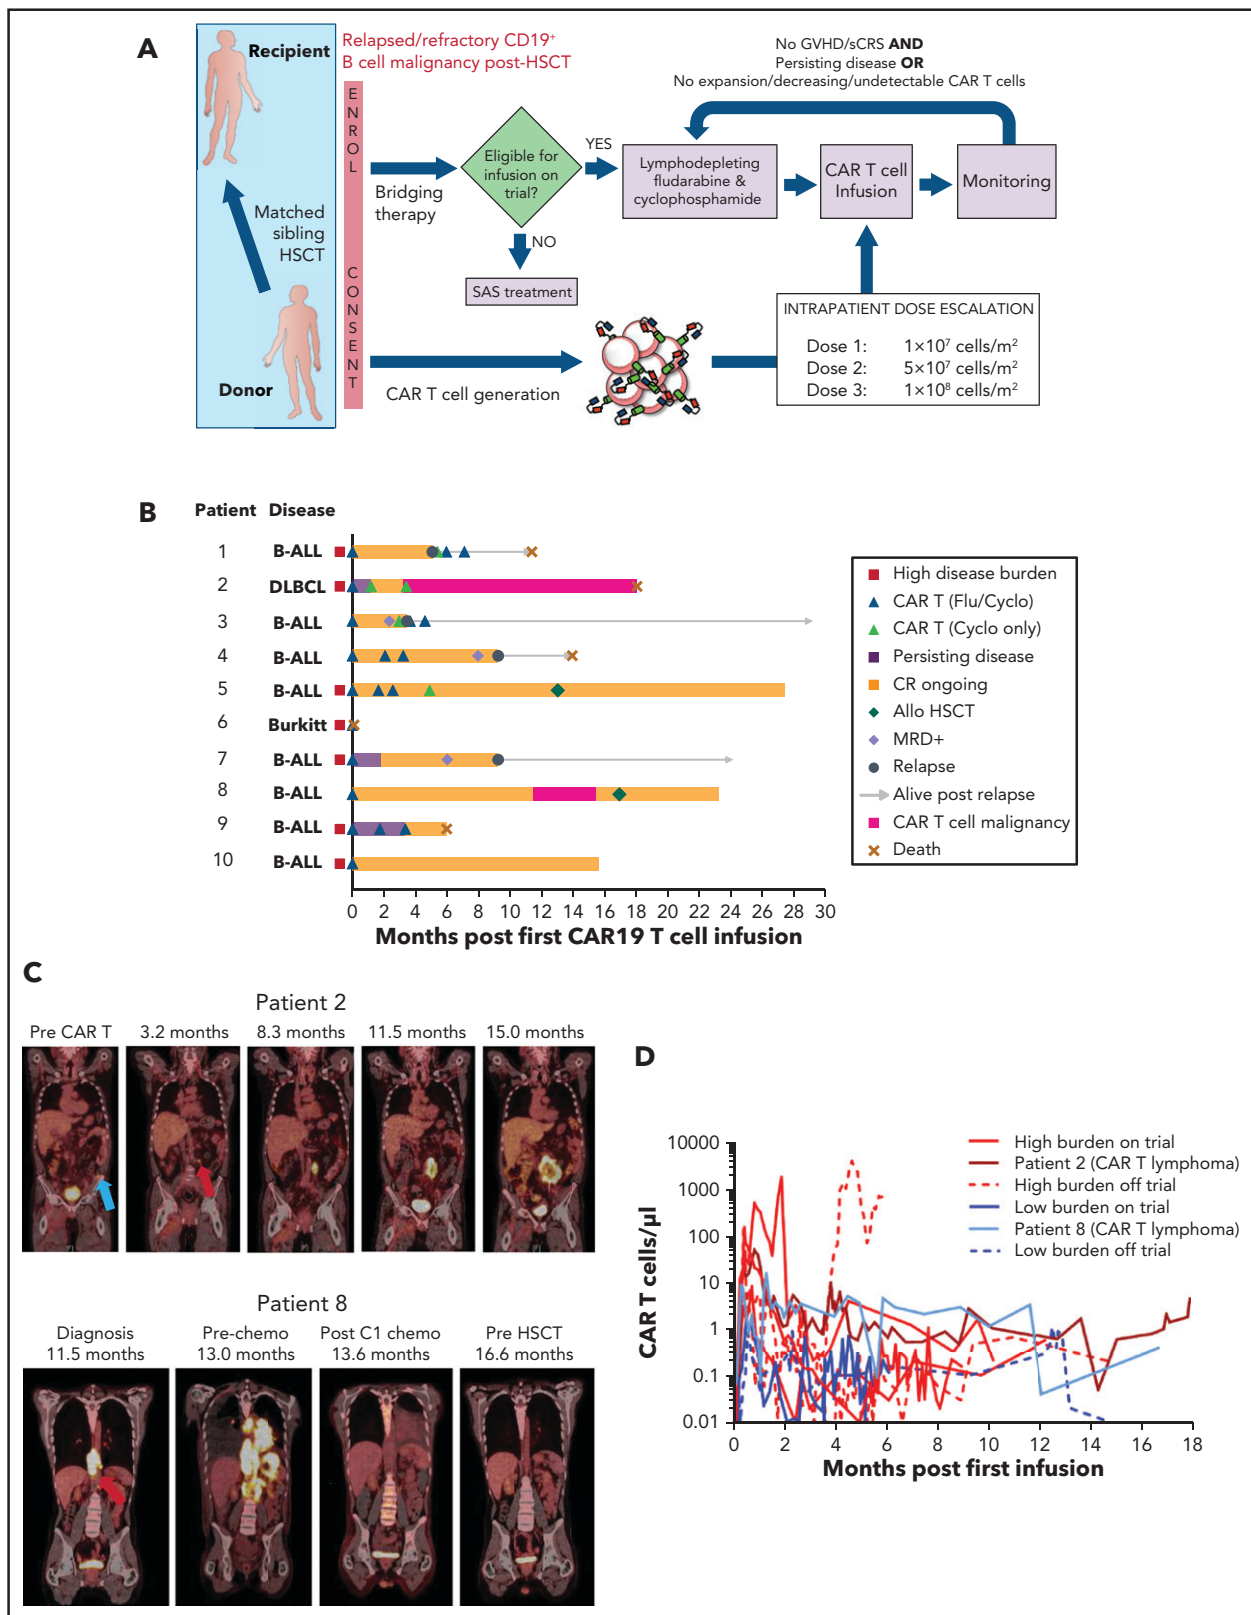 A
Recipient
Donor
Matched
sibling
HSCT
Relapsed/refractory CD19⁺
B cell malignancy post-HSCT
ENROL
CONSENT
Bridging
therapy
Eligible for
infusion on
trial?
YES
NO
SAS treatment
Lymphodepleting
fludarabine &
cyclophosphamide
CAR T cell
Infusion
Monitoring
No GVHD/sCRS AND
Persisting disease OR
No expansion/decreasing/undetectable CAR T cells
CAR T cell generation
INTRAPATIENT DOSE ESCALATION
Dose 1: 1×10⁷ cells/m²
Dose 2: 5×10⁷ cells/m²
Dose 3: 1×10⁸ cells/m²
B
Patient Disease
1 B-ALL
2 DLBCL
3 B-ALL
4 B-ALL
5 B-ALL
6 Burkitt
7 B-ALL
8 B-ALL
9 B-ALL
10 B-ALL
0 2 4 6 8 10 12 14 16 18 20 22 24 26 28 30
Months post first CAR19 T cell infusion
High disease burden
CAR T (Flu/Cyclo)
CAR T (Cyclo only)
Persisting disease
CR ongoing
Allo HSCT
MRD+
Relapse
Alive post relapse
CAR T cell malignancy
Death
C
Patient 2
Pre CAR T 3.2 months 8.3 months 11.5 months 15.0 months
Patient 8
Diagnosis
11.5 months
Pre-chemo
13.0 months
Post C1 chemo
13.6 months
Pre HSCT
16.6 months
D
CAR T cells/µl
10000
1000
100
10
1
0.1
0.01
0 2 4 6 8 10 12 14 16 18
Months post first infusion
High burden on trial
Patient 2 (CAR T lymphoma)
High burden off trial
Low burden on trial
Patient 8 (CAR T lymphoma)
Low burden off trial